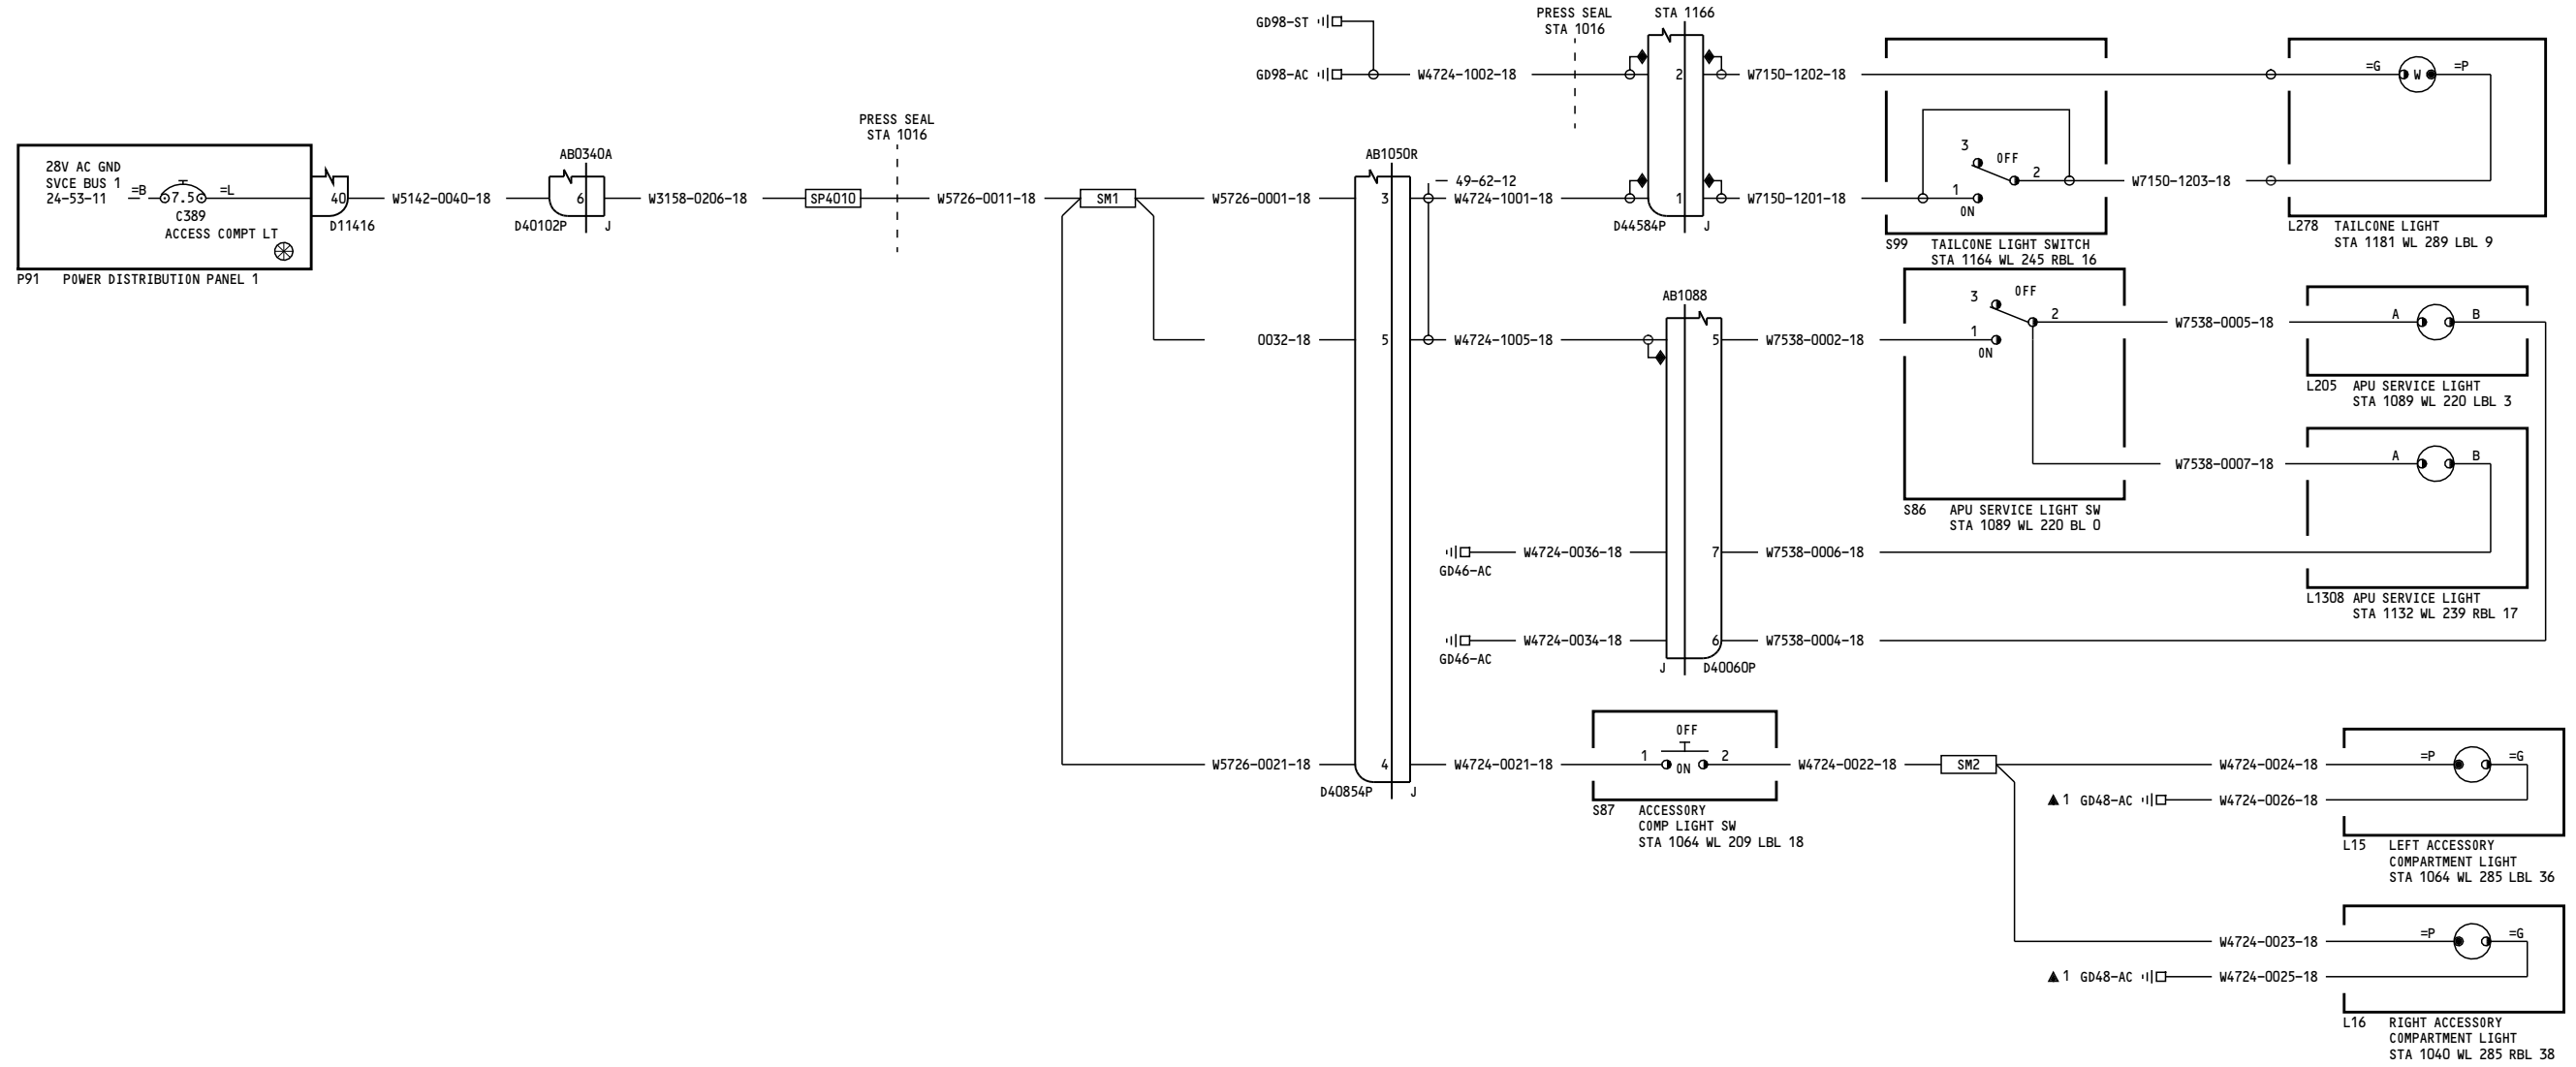 GD98-ST
GD98-AC
W4724-1002-18
PRESS SEAL
STA 1016
STA 1166
2
W7150-1202-18
=G
W
=P
PRESS SEAL
STA 1016
28V AC GND
SVCE BUS 1
24-53-11
=B
7.5
=L
C389
ACCESS COMPT LT
40
D11416
P91 POWER DISTRIBUTION PANEL 1
W5142-0040-18
AB0340A
6
D40102P J
W3158-0206-18
SP4010
W5726-0011-18
SM1
W5726-0001-18
AB1050R
3
49-62-12
W4724-1001-18
1
D44584P J
W7150-1201-18
3
OFF
2
1
ON
S99 TAILCONE LIGHT SWITCH
STA 1164 WL 245 RBL 16
W7150-1203-18
L278 TAILCONE LIGHT
STA 1181 WL 289 LBL 9
0032-18
5
W4724-1005-18
AB1088
5
W7538-0002-18
3
OFF
2
1
ON
W7538-0005-18
A
B
L205 APU SERVICE LIGHT
STA 1089 WL 220 LBL 3
W7538-0007-18
A
B
S86 APU SERVICE LIGHT SW
STA 1089 WL 220 BL 0
GD46-AC
W4724-0036-18
7
W7538-0006-18
L1308 APU SERVICE LIGHT
STA 1132 WL 239 RBL 17
GD46-AC
W4724-0034-18
6
W7538-0004-18
J D40060P
W5726-0021-18
4
D40854P J
W4724-0021-18
OFF
1
ON
2
S87 ACCESSORY
COMP LIGHT SW
STA 1064 WL 209 LBL 18
W4724-0022-18
SM2
W4724-0024-18
=P
=G
1 GD48-AC
W4724-0026-18
L15 LEFT ACCESSORY
COMPARTMENT LIGHT
STA 1064 WL 285 LBL 36
W4724-0023-18
=P
=G
1 GD48-AC
W4724-0025-18
L16 RIGHT ACCESSORY
COMPARTMENT LIGHT
STA 1040 WL 285 RBL 38